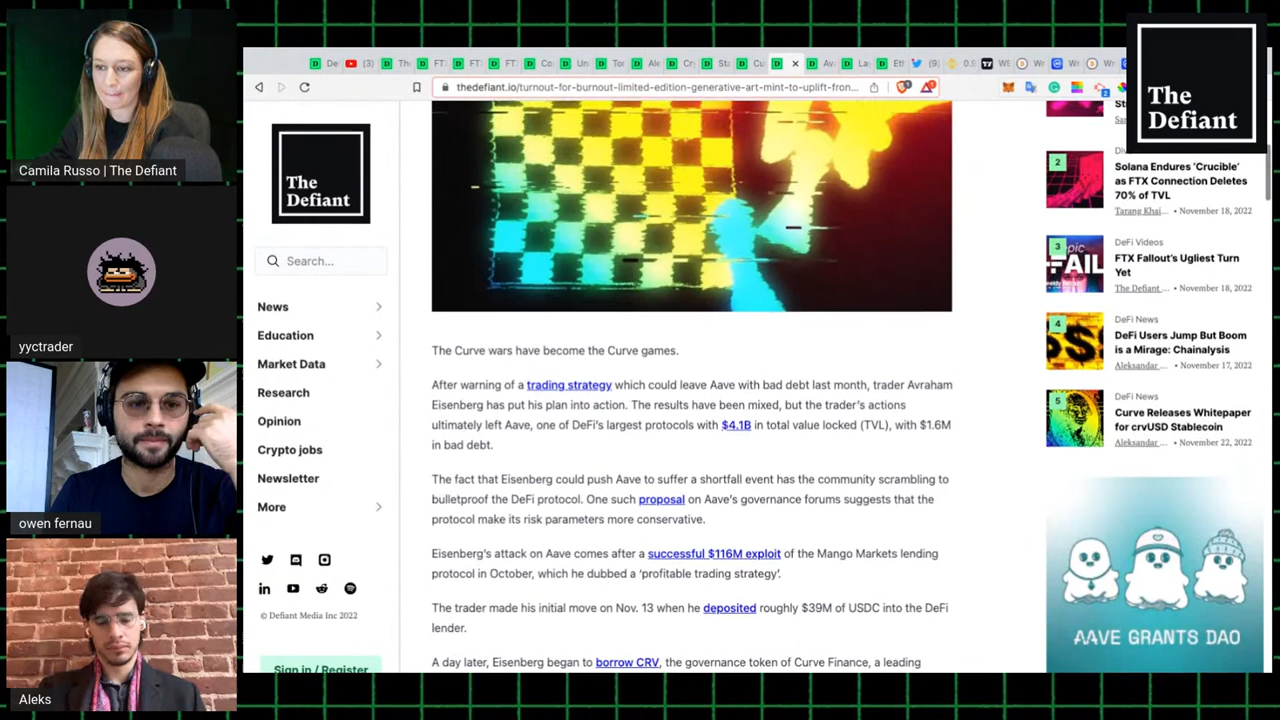 Camila Russo | The Defiant
yyctrader
owen fernau
Aleks
thedefiant.io/turnout-for-burnout-limited-edition-generative-art-mint-to-uplift-fron...
The
Defiant
Search...
News
Education
Market Data
Research
Opinion
Crypto jobs
Newsletter
More
© Defiant Media Inc 2022
Sign in / Register
The Curve wars have become the Curve games.
After warning of a trading strategy which could leave Aave with bad debt last month, trader Avraham
Eisenberg has put his plan into action. The results have been mixed, but the trader's actions
ultimately left Aave, one of DeFi's largest protocols with $4.1B in total value locked (TVL), with $1.6M
in bad debt.
The fact that Eisenberg could push Aave to suffer a shortfall event has the community scrambling to
bulletproof the DeFi protocol. One such proposal on Aave's governance forums suggests that the
protocol make its risk parameters more conservative.
Eisenberg's attack on Aave comes after a successful $116M exploit of the Mango Markets lending
protocol in October, which he dubbed a 'profitable trading strategy'.
The trader made his initial move on Nov. 13 when he deposited roughly $39M of USDC into the DeFi
lender.
A day later, Eisenberg began to borrow CRV, the governance token of Curve Finance, a leading
The
Defiant
2
Solana Endures 'Crucible'
as FTX Connection Deletes
70% of TVL
Tarang Khai... • November 18, 2022
3
DeFi Videos
FTX Fallout's Ugliest Turn
Yet
The Defiant ... • November 18, 2022
4
DeFi News
DeFi Users Jump But Boom
is a Mirage: Chainalysis
Aleksandar ... • November 17, 2022
5
DeFi News
Curve Releases Whitepaper
for crvUSD Stablecoin
Aleksandar ... • November 22, 2022
AAVE GRANTS DAO